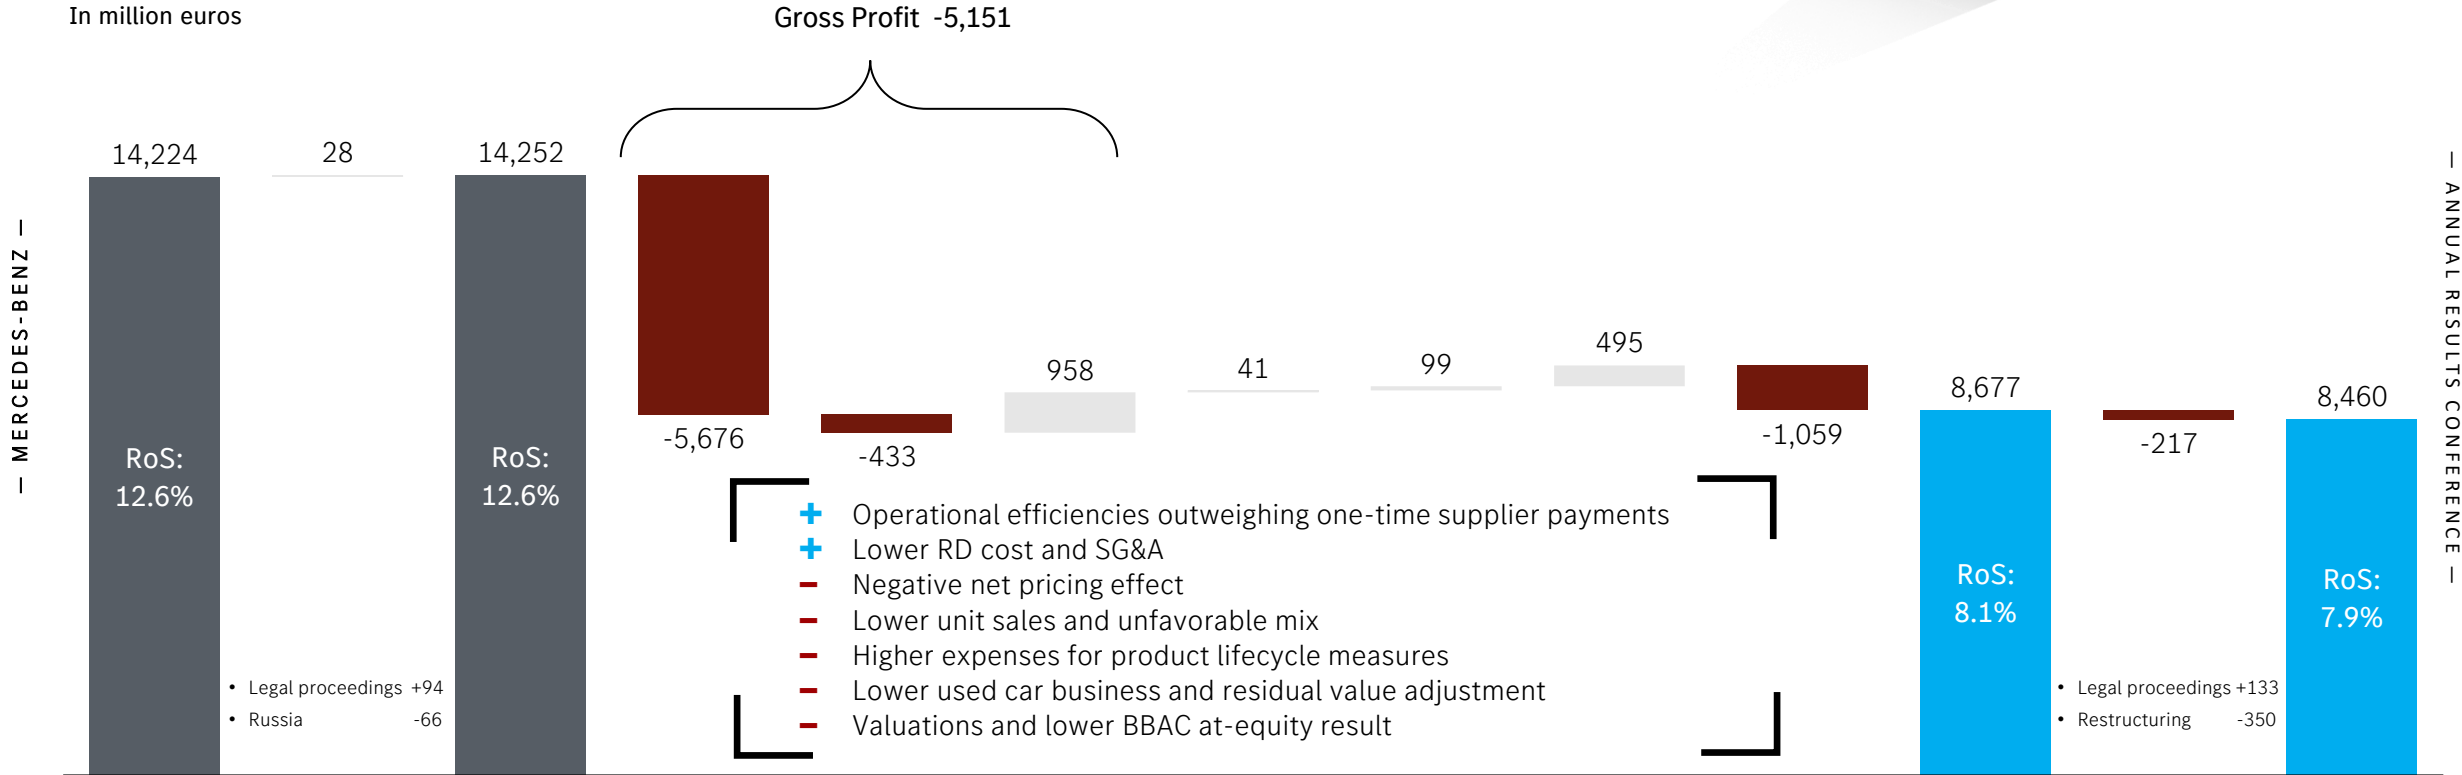 In million euros
Gross Profit -5,151
— MERCEDES-BENZ —
— ANNUAL RESULTS CONFERENCE —
14,224
28
14,252
-5,676
-433
958
41
99
495
-1,059
8,677
-217
8,460
RoS:
12.6%
RoS:
12.6%
+ Operational efficiencies outweighing one-time supplier payments
+ Lower RD cost and SG&A
– Negative net pricing effect
– Lower unit sales and unfavorable mix
– Higher expenses for product lifecycle measures
– Lower used car business and residual value adjustment
– Valuations and lower BBAC at-equity result
RoS:
8.1%
RoS:
7.9%
• Legal proceedings +94
• Russia -66
• Legal proceedings +133
• Restructuring -350